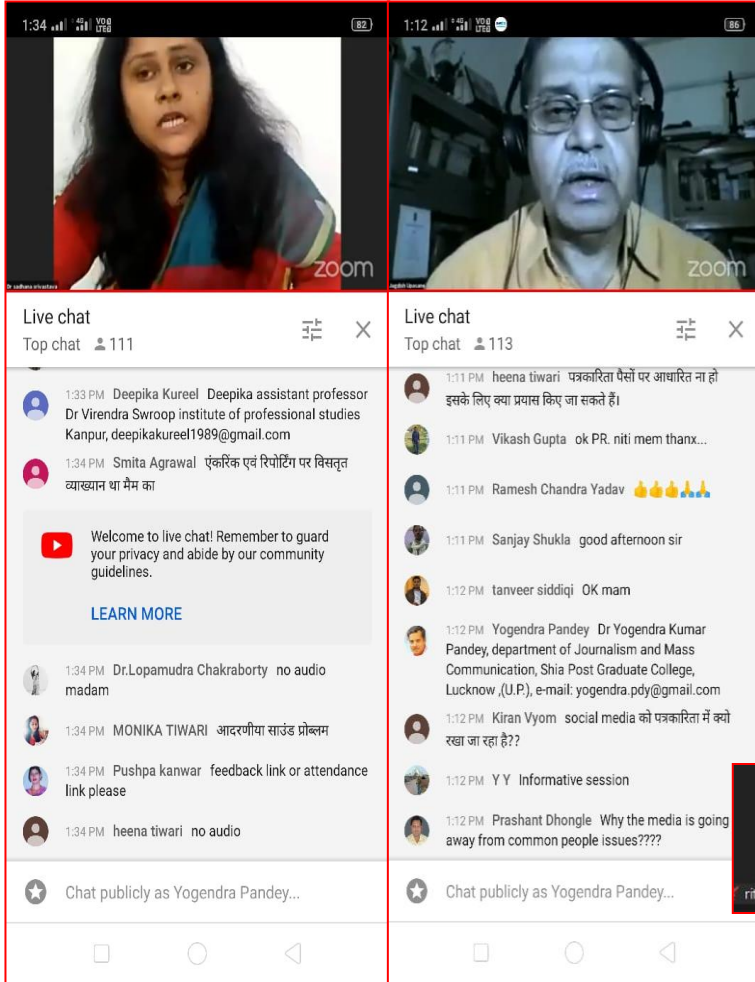 1:34
4G
VoLTED
82
zoom
Dr sadhana srivastava
Live chat
Top chat 111
1:33 PM Deepika Kureel Deepika assistant professor
Dr Virendra Swroop institute of professional studies
Kanpur, deepikakureel1989@gmail.com
1:34 PM Smita Agrawal एंकरिंक एवं रिपोर्टिंग पर विसतृत
व्याख्यान था मैम का
Welcome to live chat! Remember to guard
your privacy and abide by our community
guidelines.
LEARN MORE
1:34 PM Dr.Lopamudra Chakraborty no audio
madam
1:34 PM MONIKA TIWARI आदरणीया साउंड प्रोब्लम
1:34 PM Pushpa kanwar feedback link or attendance
link please
1:34 PM heena tiwari no audio
Chat publicly as Yogendra Pandey...
1:12
4G
86
zoom
Jagdish Upasane
Live chat
Top chat 113
1:11 PM heena tiwari पत्रकारिता पैसों पर आधारित ना हो
इसके लिए क्या प्रयास किए जा सकते हैं।
1:11 PM Vikash Gupta ok PR. niti mem thanx...
1:11 PM Ramesh Chandra Yadav 👍👍👍🙏🙏
1:11 PM Sanjay Shukla good afternoon sir
1:12 PM tanveer siddiqi OK mam
1:12 PM Yogendra Pandey Dr Yogendra Kumar
Pandey, department of Journalism and Mass
Communication, Shia Post Graduate College,
Lucknow ,(U.P.), e-mail: yogendra.pdy@gmail.com
1:12 PM Kiran Vyom social media को पत्रकारिता में क्यो
रखा जा रहा है??
1:12 PM Y Y Informative session
1:12 PM Prashant Dhongle Why the media is going
away from common people issues????
Chat publicly as Yogendra Pandey...